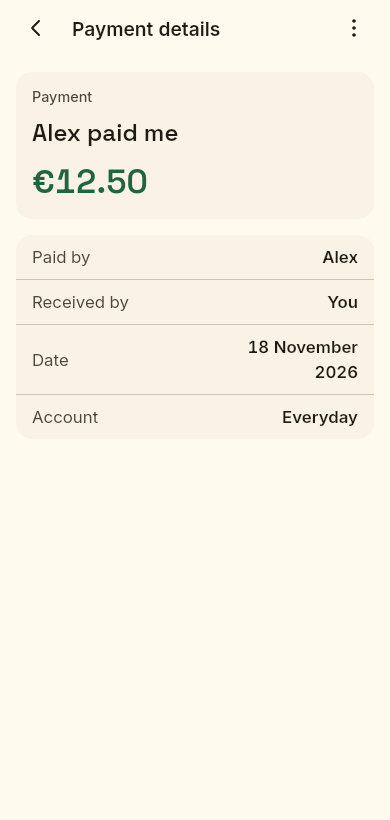 Payment details
Payment
Alex paid me
€12.50
Paid by Alex
Received by You
Date 18 November
2026
Account Everyday